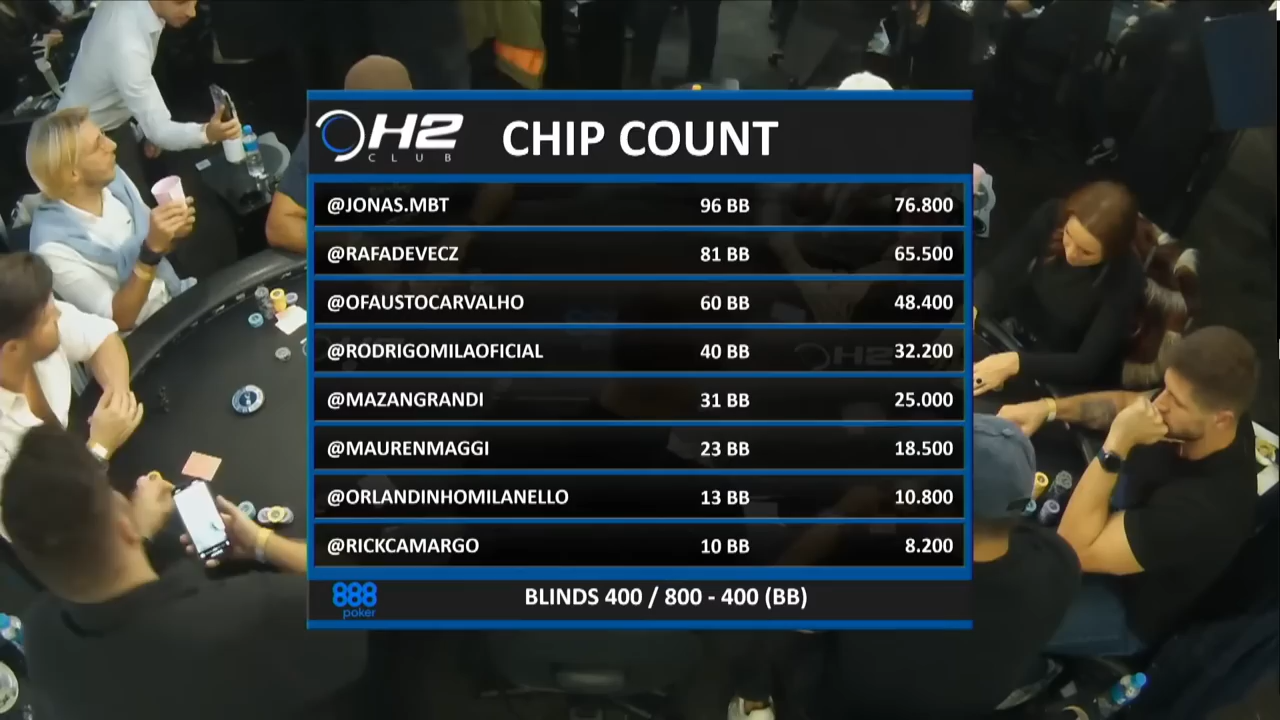 H2 CLUB
CHIP COUNT
@JONAS.MBT 96 BB 76.800
@RAFADEVECZ 81 BB 65.500
@OFAUSTOCARVALHO 60 BB 48.400
@RODRIGOMILAOFICIAL 40 BB 32.200
@MAZANGRANDI 31 BB 25.000
@MAURENMAGGI 23 BB 18.500
@ORLANDINHOMILANELLO 13 BB 10.800
@RICKCAMARGO 10 BB 8.200
888 poker
BLINDS 400 / 800 - 400 (BB)